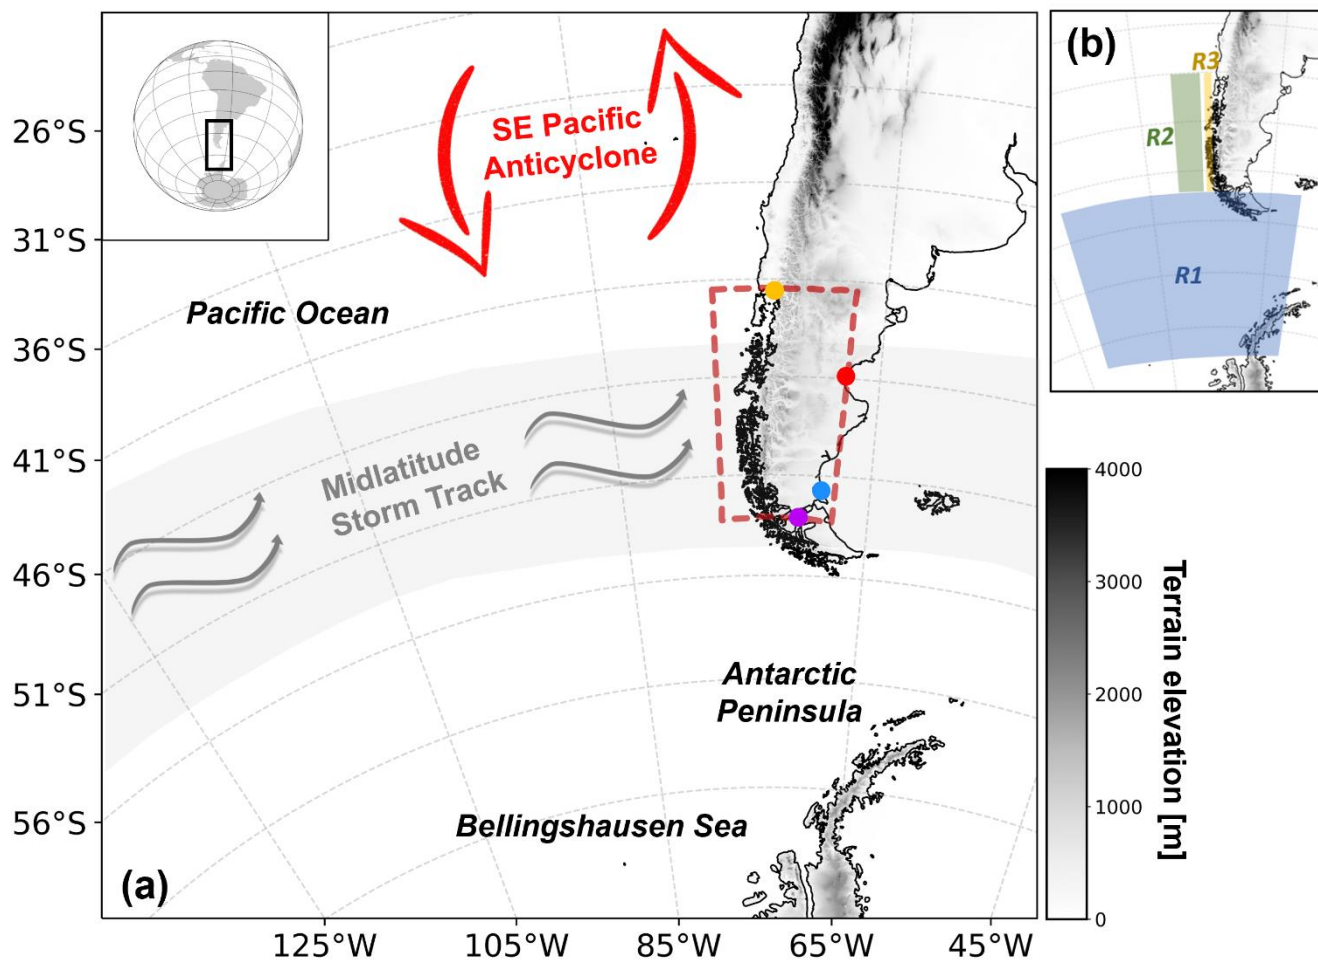 SE Pacific
Anticyclone
Pacific Ocean
Midlatitude
Storm Track
Antarctic
Peninsula
Bellingshausen Sea
(a)
26°S
31°S
36°S
41°S
46°S
51°S
56°S
125°W
105°W
85°W
65°W
45°W
(b)
R3
R2
R1
4000
3000
2000
1000
0
Terrain elevation [m]